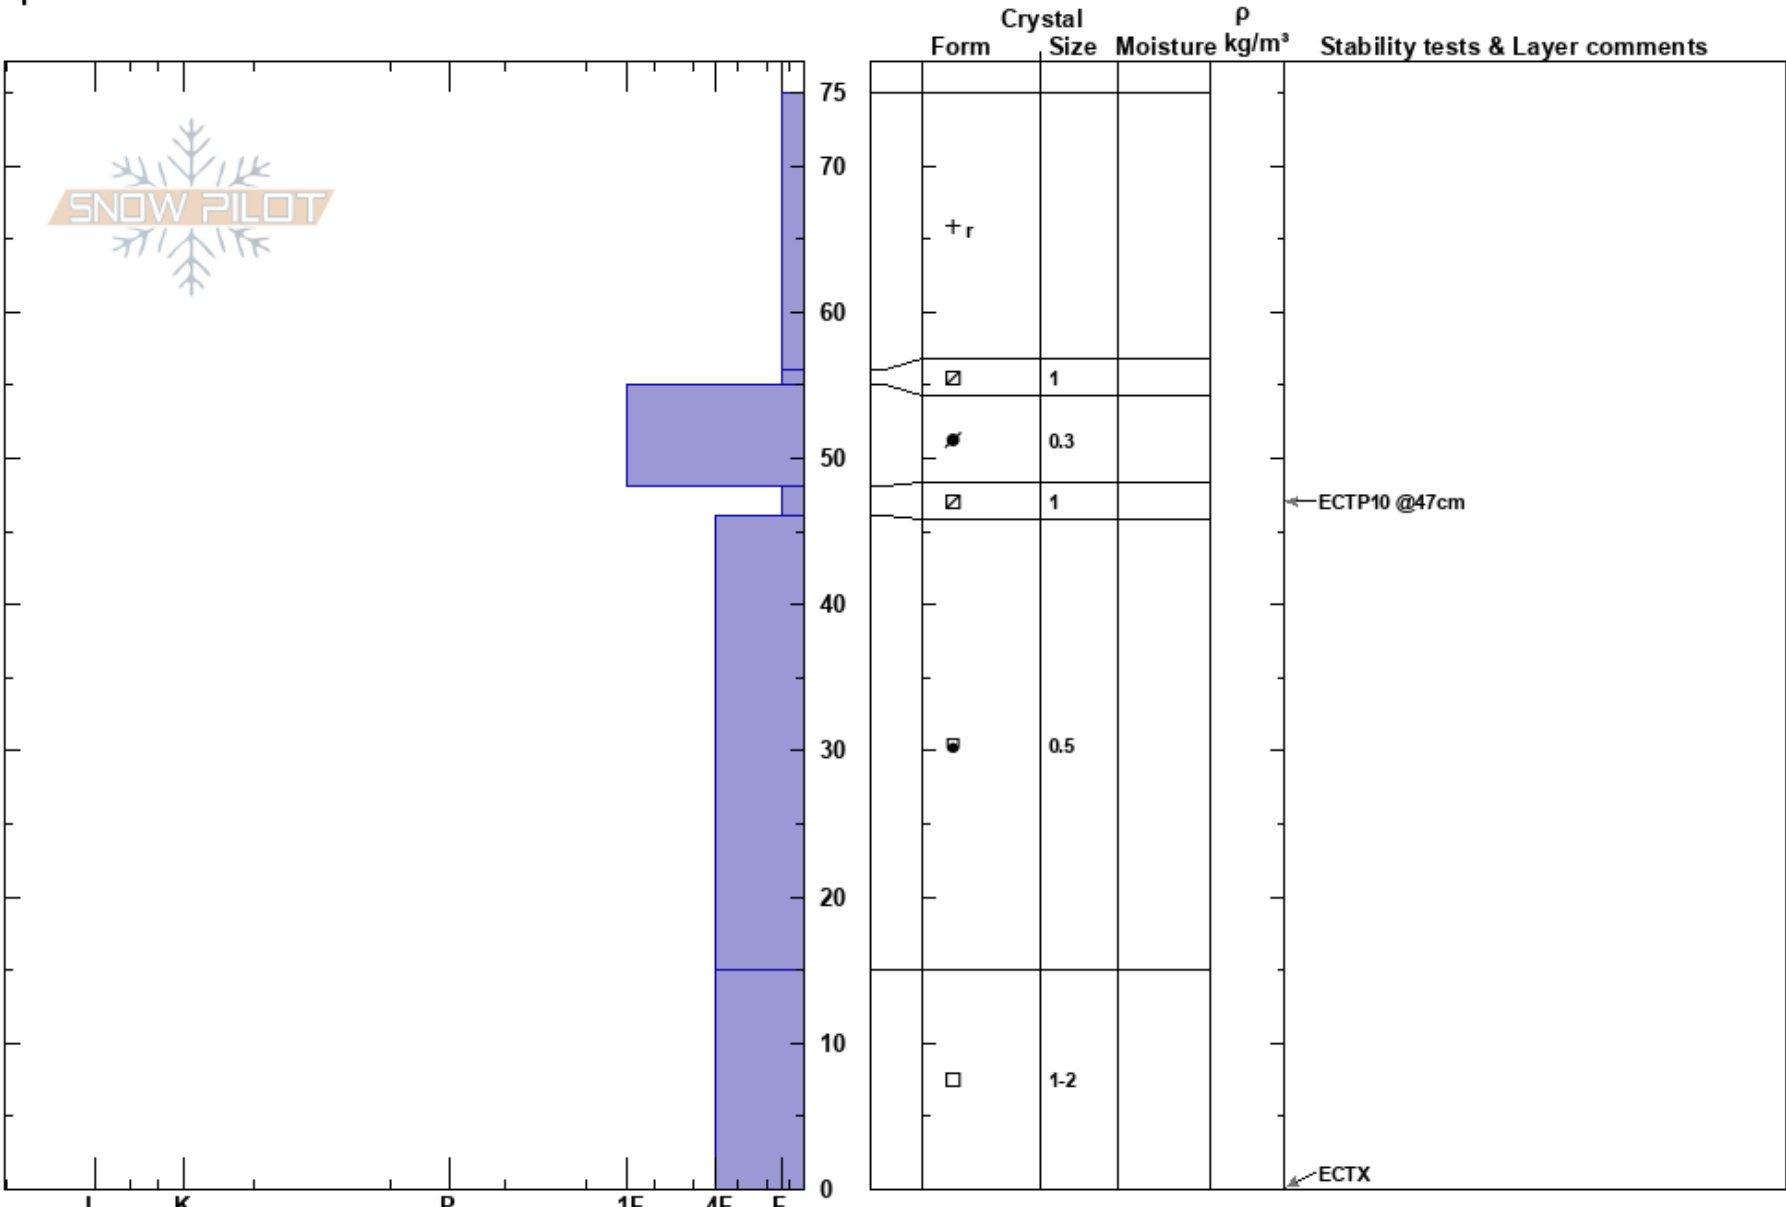 Crystal
ρ
Form Size Moisture kg/m³ Stability tests & Layer comments
75
70
SNOW PILOT
+ r
60
1
0.3
50
1
ECTP10 @47cm
40
30
0.5
20
10
1-2
ECTX
0
I K P 1F 4F F